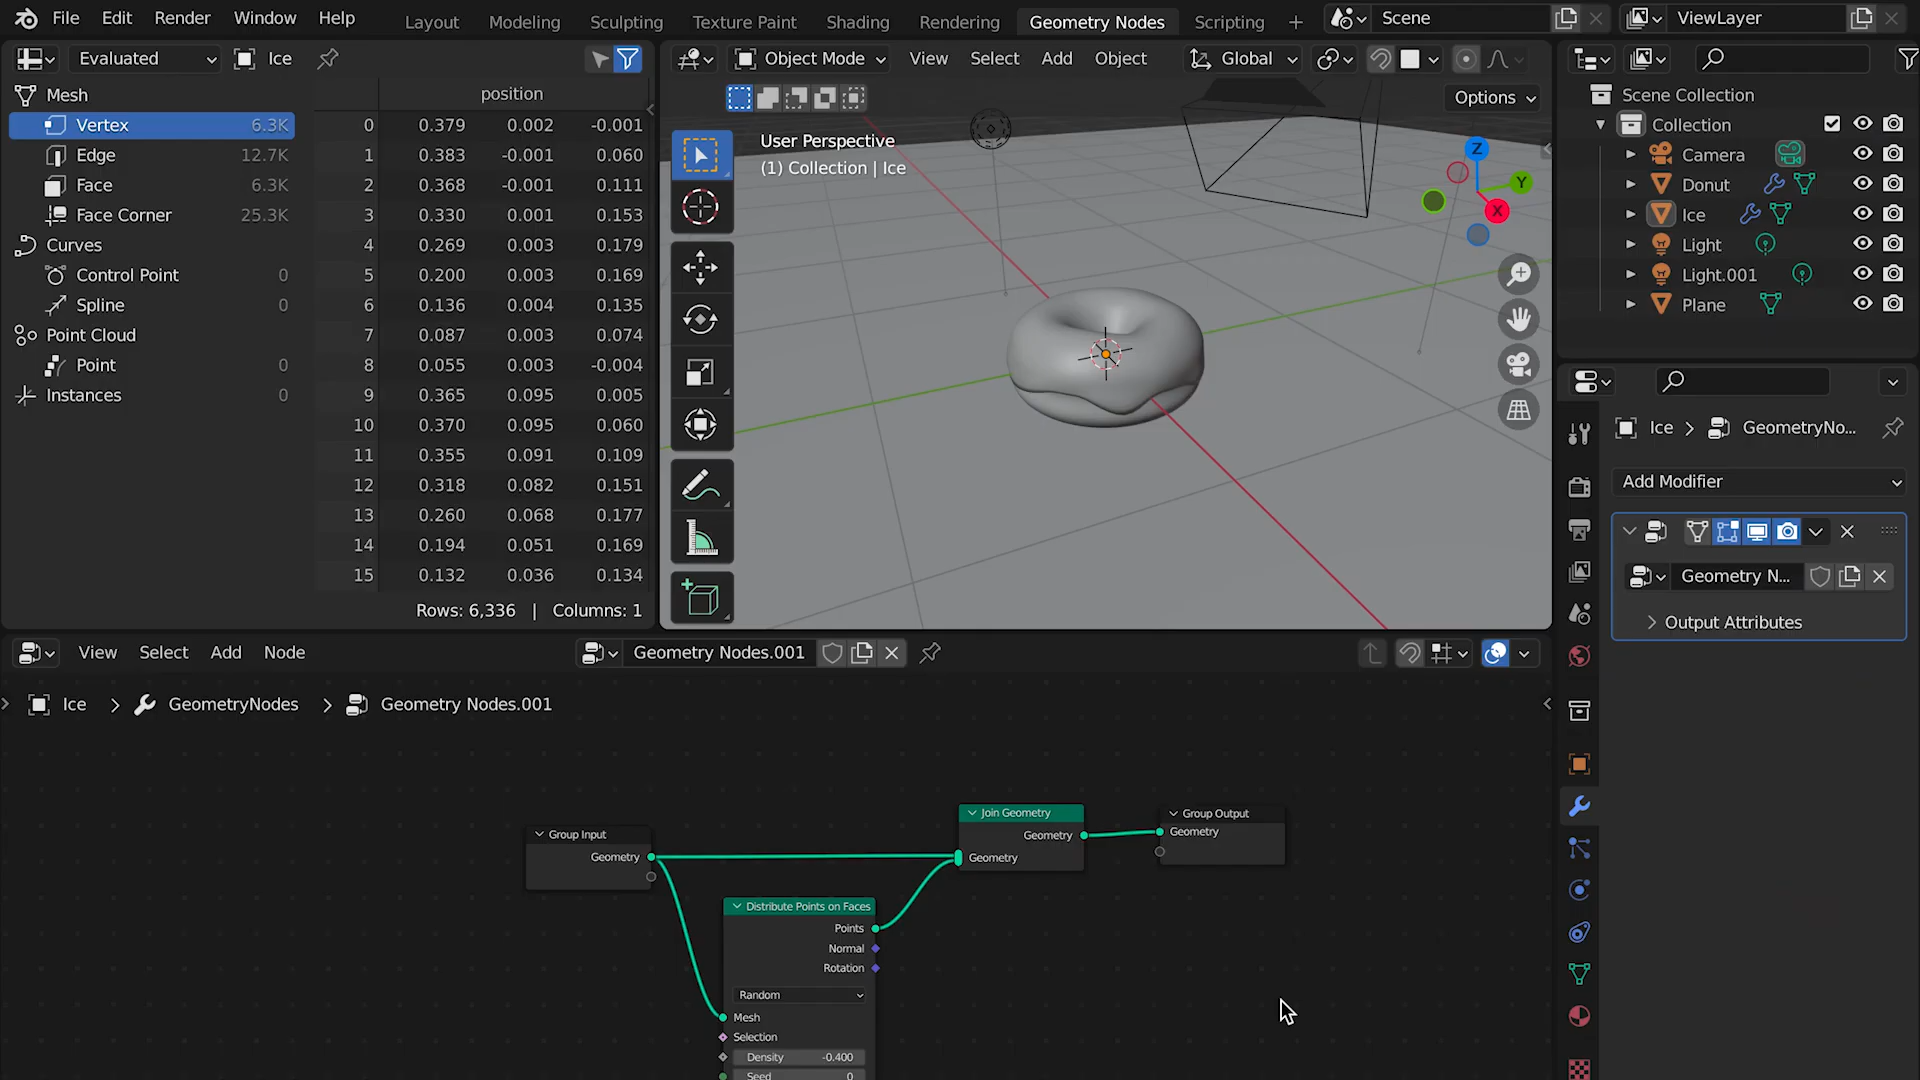 File Edit Render Window Help Layout Modeling Sculpting Texture Paint Shading Rendering Geometry Nodes Scripting + Scene ViewLayer
Evaluated Ice
Object Mode View Select Add Object Global
Options
Mesh
Vertex 6.3K
Edge 12.7K
Face 6.3K
Face Corner 25.3K
Curves
Control Point 0
Spline 0
Point Cloud
Point 0
Instances 0
position
0 0.379 0.002 -0.001
1 0.383 -0.001 0.060
2 0.368 -0.001 0.111
3 0.330 0.001 0.153
4 0.269 0.003 0.179
5 0.200 0.003 0.169
6 0.136 0.004 0.135
7 0.087 0.003 0.074
8 0.055 0.003 -0.004
9 0.365 0.095 0.005
10 0.370 0.095 0.060
11 0.355 0.091 0.109
12 0.318 0.082 0.151
13 0.260 0.068 0.177
14 0.194 0.051 0.169
15 0.132 0.036 0.134
Rows: 6,336 | Columns: 1
User Perspective
(1) Collection | Ice
Z
Y
X
Scene Collection
Collection
Camera
Donut
Ice
Light
Light.001
Plane
Ice GeometryNo...
Add Modifier
Geometry N...
Output Attributes
View Select Add Node Geometry Nodes.001
Ice GeometryNodes Geometry Nodes.001
Group Input
Geometry
Join Geometry
Geometry
Geometry
Group Output
Geometry
Distribute Points on Faces
Points
Normal
Rotation
Random
Mesh
Selection
Density -0.400
Seed 0